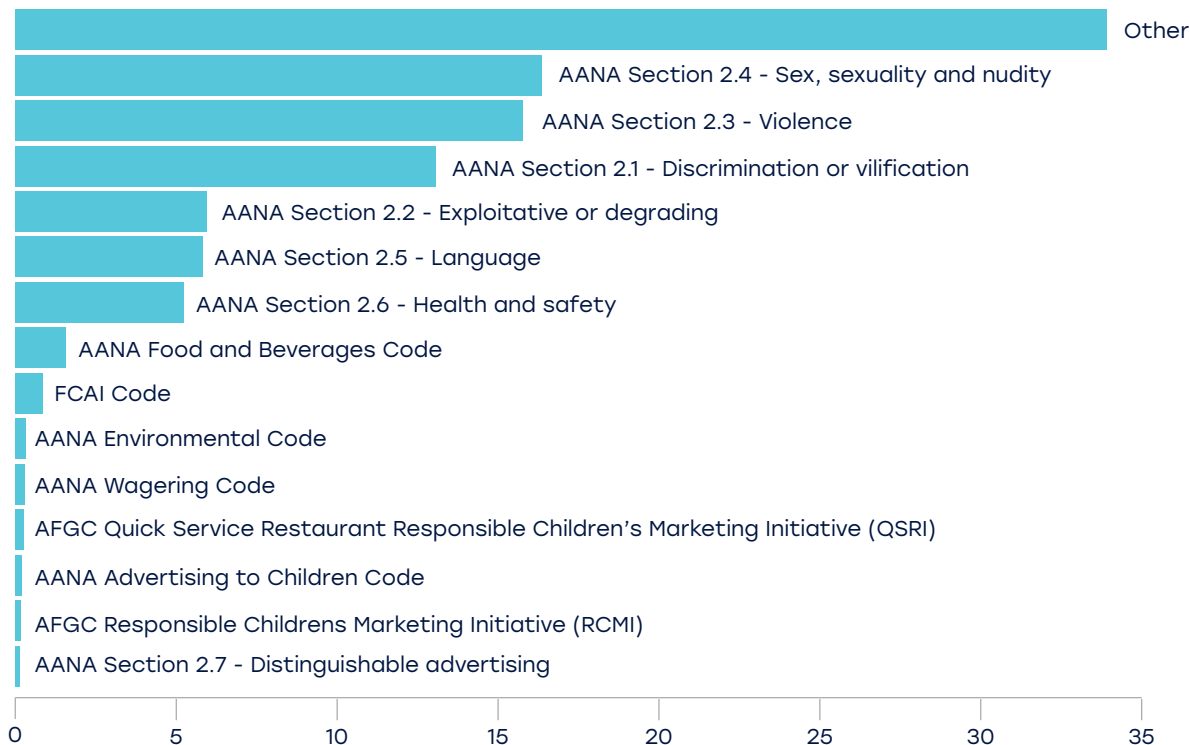 Other
AANA Section 2.4 - Sex, sexuality and nudity
AANA Section 2.3 - Violence
AANA Section 2.1 - Discrimination or vilification
AANA Section 2.2 - Exploitative or degrading
AANA Section 2.5 - Language
AANA Section 2.6 - Health and safety
AANA Food and Beverages Code
FCAI Code
AANA Environmental Code
AANA Wagering Code
AFGC Quick Service Restaurant Responsible Children’s Marketing Initiative (QSRI)
AANA Advertising to Children Code
AFGC Responsible Childrens Marketing Initiative (RCMI)
AANA Section 2.7 - Distinguishable advertising
0 5 10 15 20 25 30 35